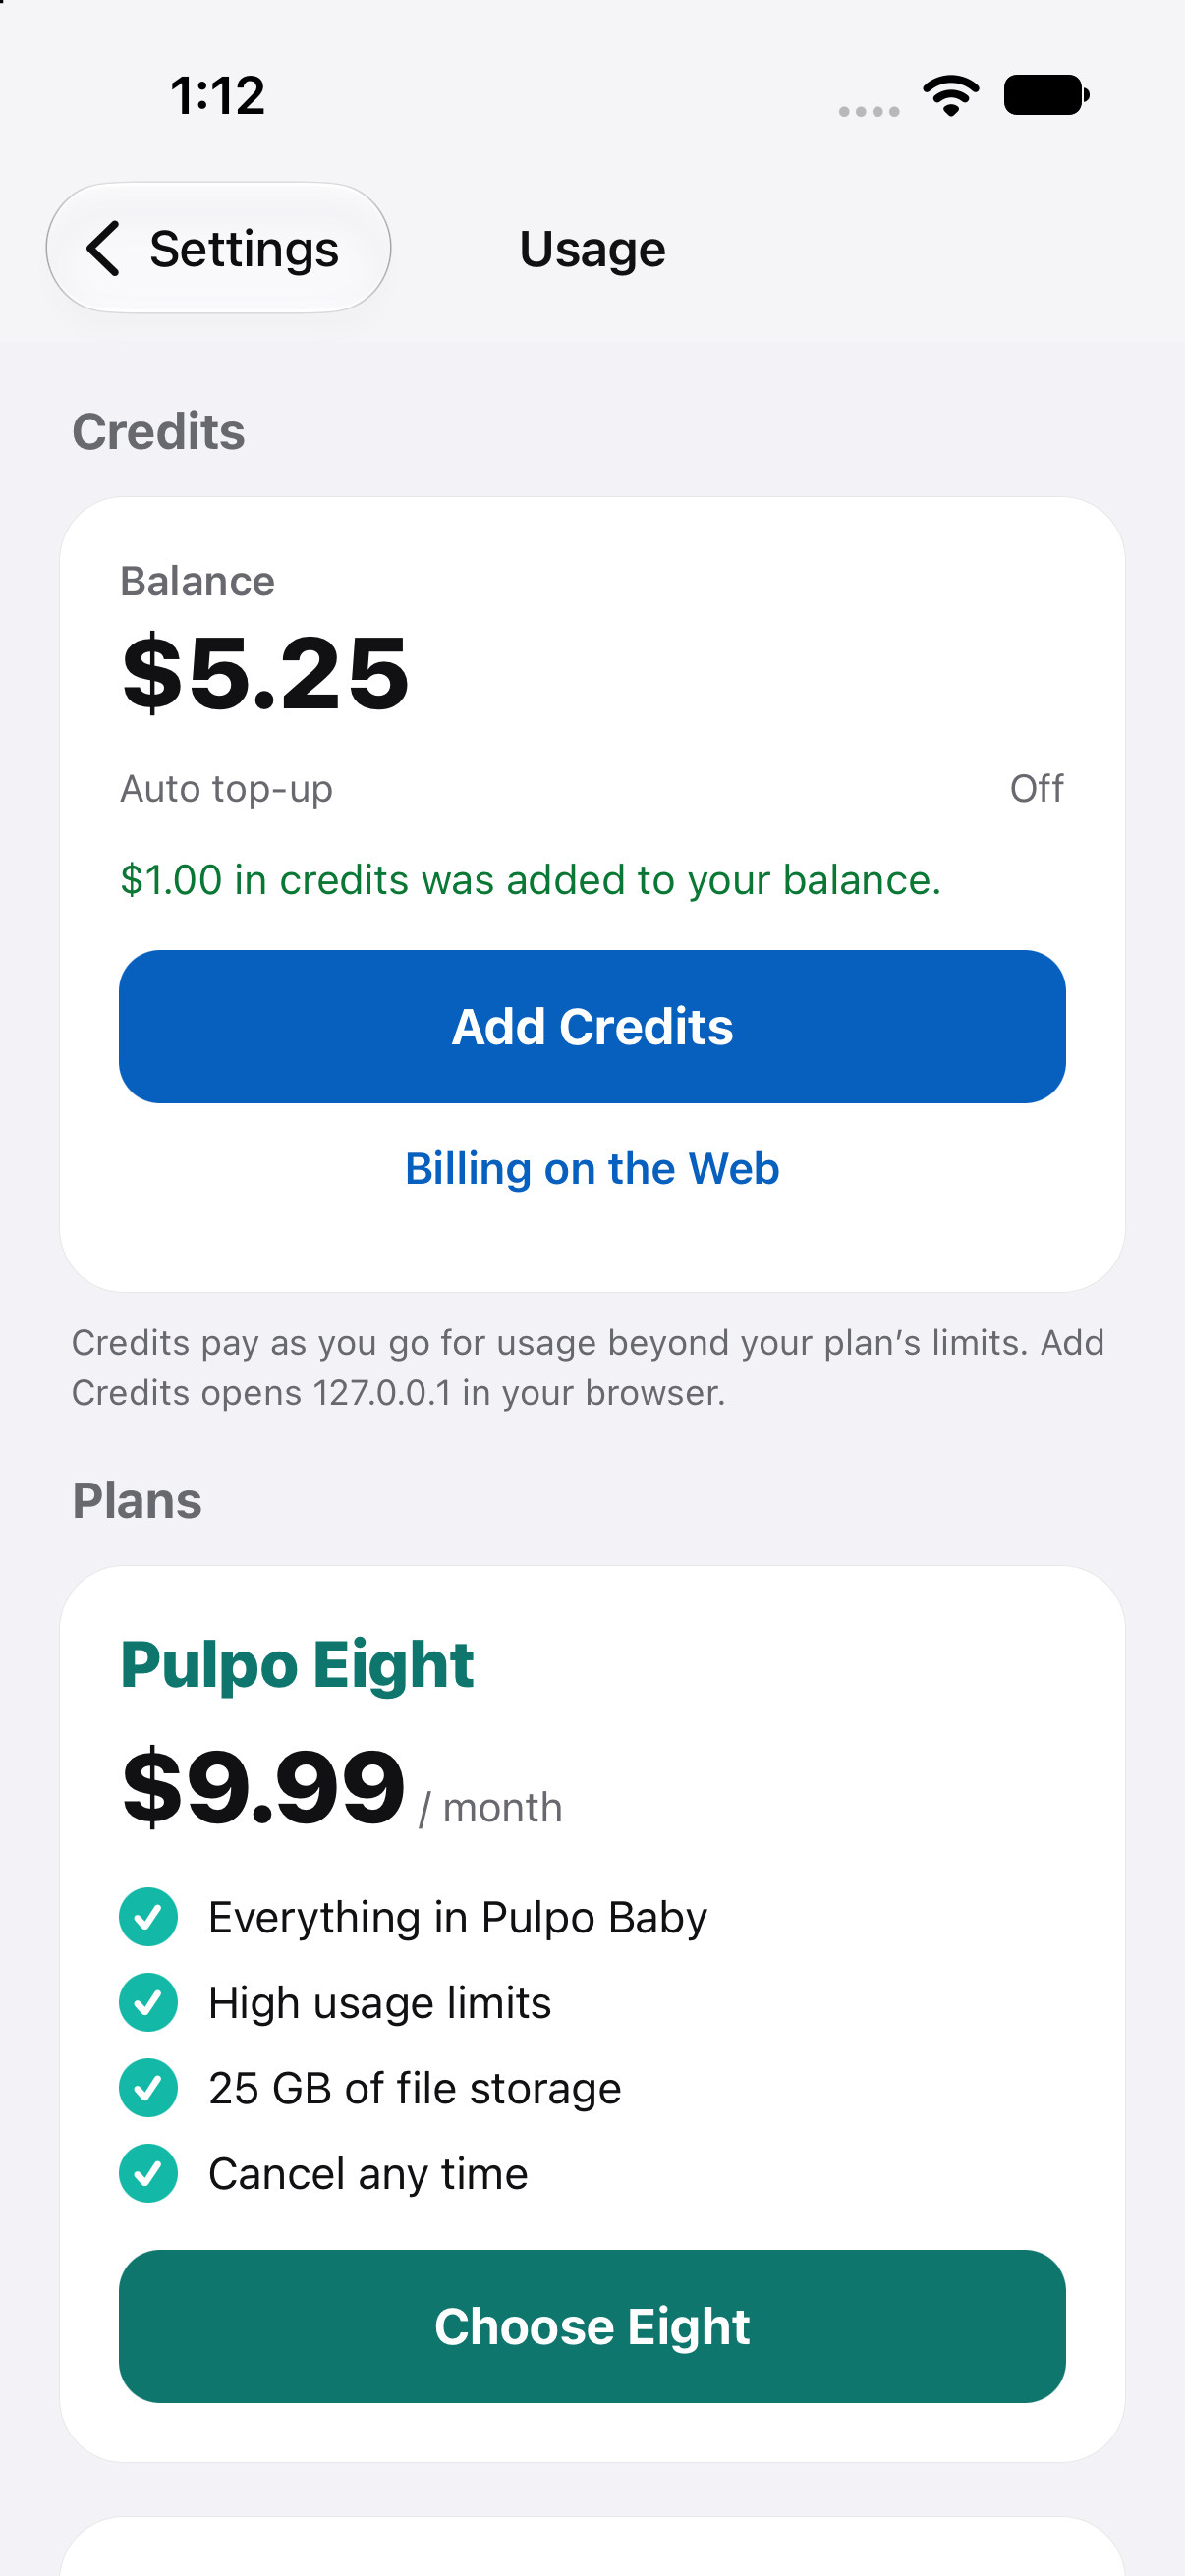 1:12
Settings
Usage
Credits
Balance
$5.25
Auto top-up Off
$1.00 in credits was added to your balance.
Add Credits
Billing on the Web
Credits pay as you go for usage beyond your plan’s limits. Add
Credits opens 127.0.0.1 in your browser.
Plans
Pulpo Eight
$9.99 / month
Everything in Pulpo Baby
High usage limits
25 GB of file storage
Cancel any time
Choose Eight